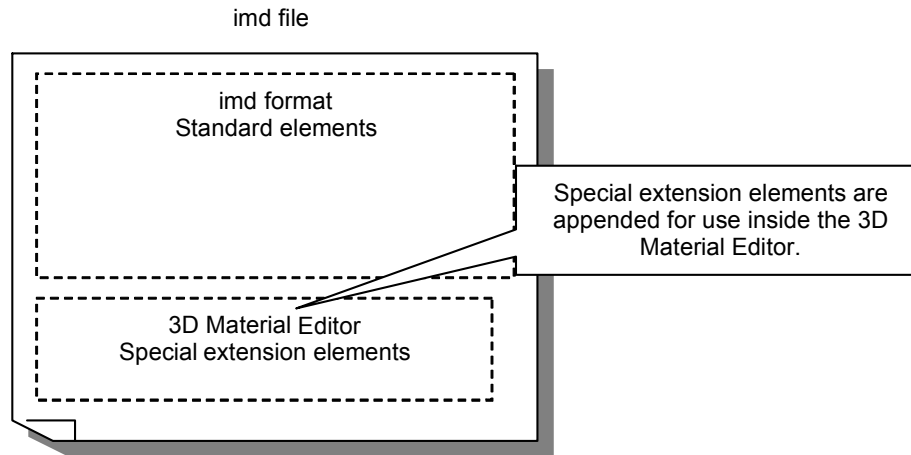 imd file
imd format
Standard elements
Special extension elements are
appended for use inside the 3D
Material Editor.
3D Material Editor
Special extension elements